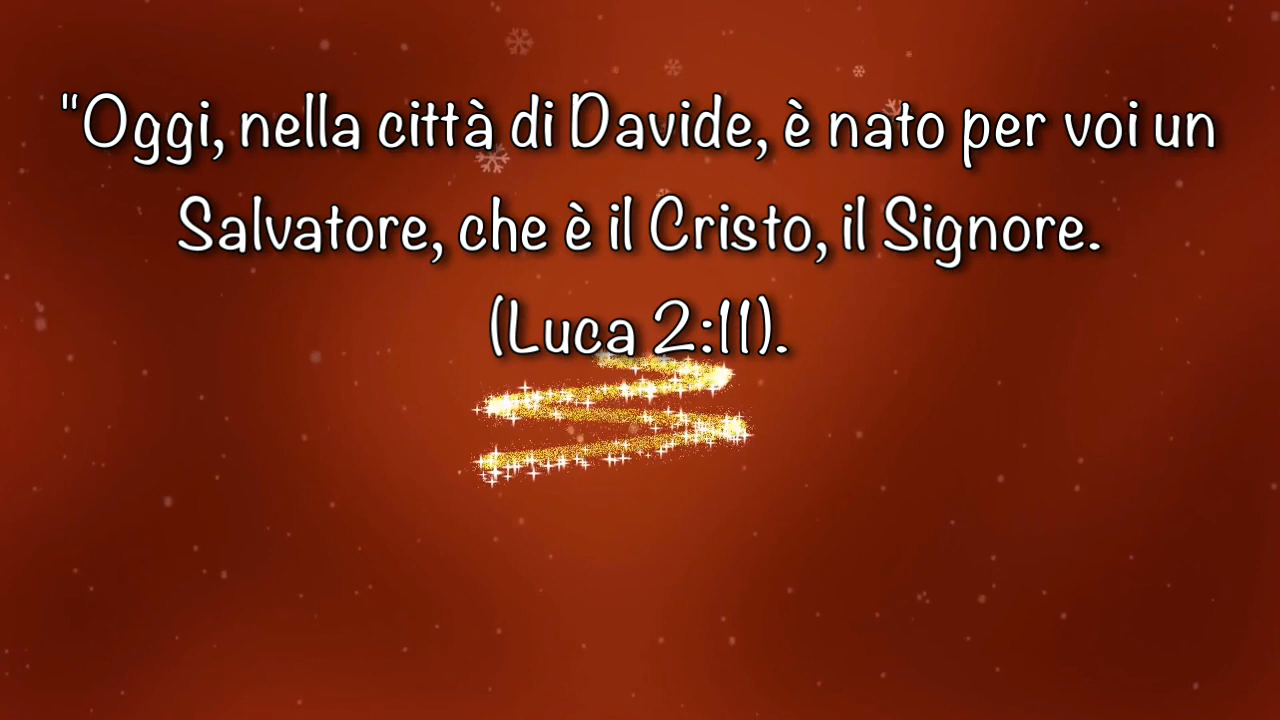 "Oggi, nella città di Davide, è nato per voi un
Salvatore, che è il Cristo, il Signore.
(Luca 2:11).